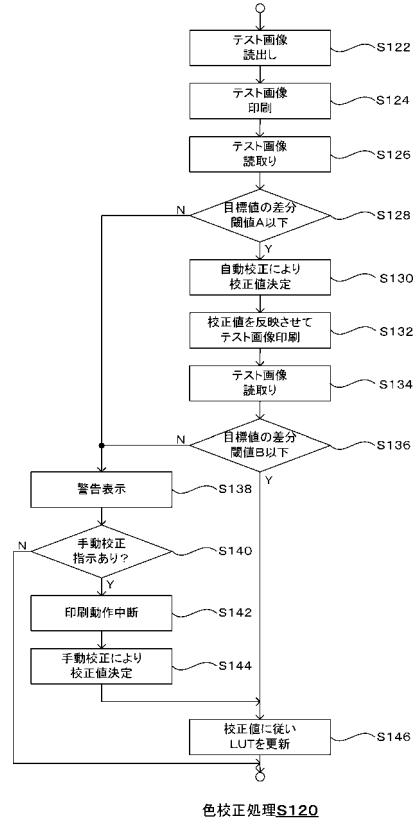 テスト画像
読出し
S122
テスト画像
印刷
S124
テスト画像
読取り
S126
目標値の差分
閾値A以下
S128
N
Y
自動校正により
校正値決定
S130
校正値を反映させて
テスト画像印刷
S132
テスト画像
読取り
S134
目標値の差分
閾値B以下
S136
N
Y
警告表示
S138
手動校正
指示あり?
S140
N
Y
印刷動作中断
S142
手動校正により
校正値決定
S144
校正値に従い
LUTを更新
S146
色校正処理S120